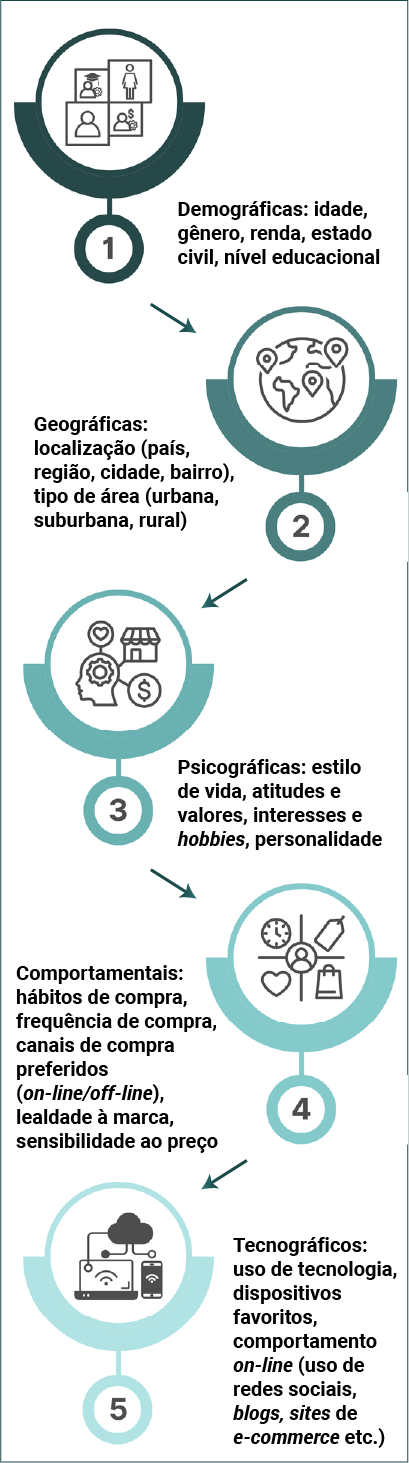 1
Demográficas: idade,
gênero, renda, estado
civil, nível educacional
Geográficas:
localização (país,
região, cidade, bairro),
tipo de área (urbana,
suburbana, rural)
2
3
Psicográficas: estilo
de vida, atitudes e
valores, interesses e
hobbies, personalidade
Comportamentais:
hábitos de compra,
frequência de compra,
canais de compra
preferidos
(on-line/off-line),
lealdade à marca,
sensibilidade ao preço
4
Tecnográficos:
uso de tecnologia,
dispositivos
favoritos,
comportamento
on-line (uso de
redes sociais,
blogs, sites de
e-commerce etc.)
5